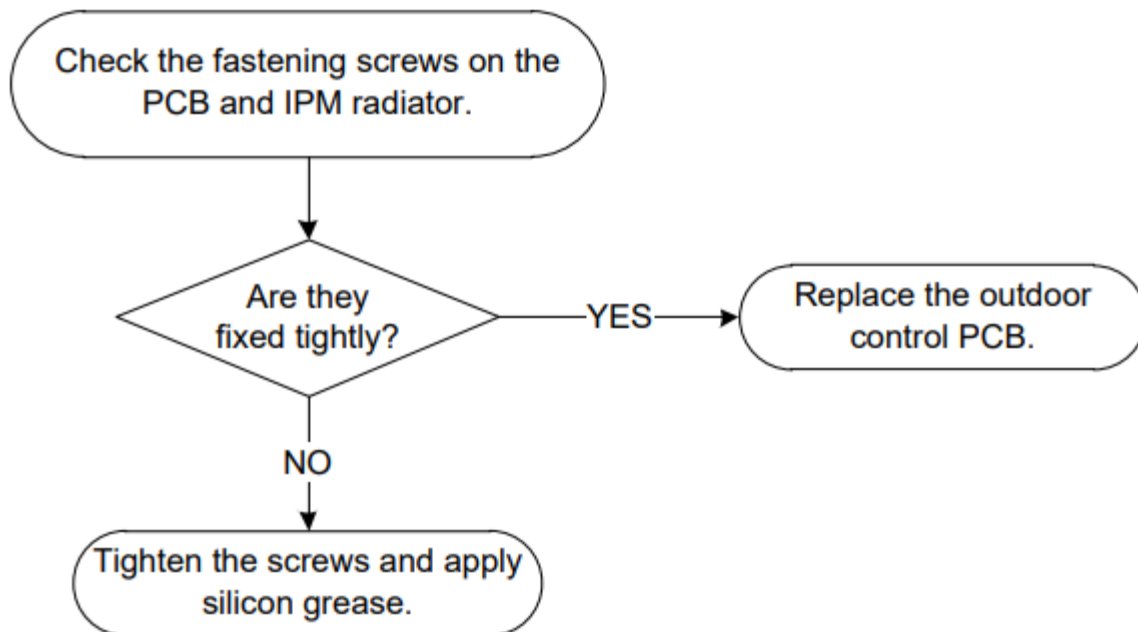 Check the fastening screws on the
PCB and IPM radiator.
Are they
fixed tightly?
YES
Replace the outdoor
control PCB.
NO
Tighten the screws and apply
silicon grease.